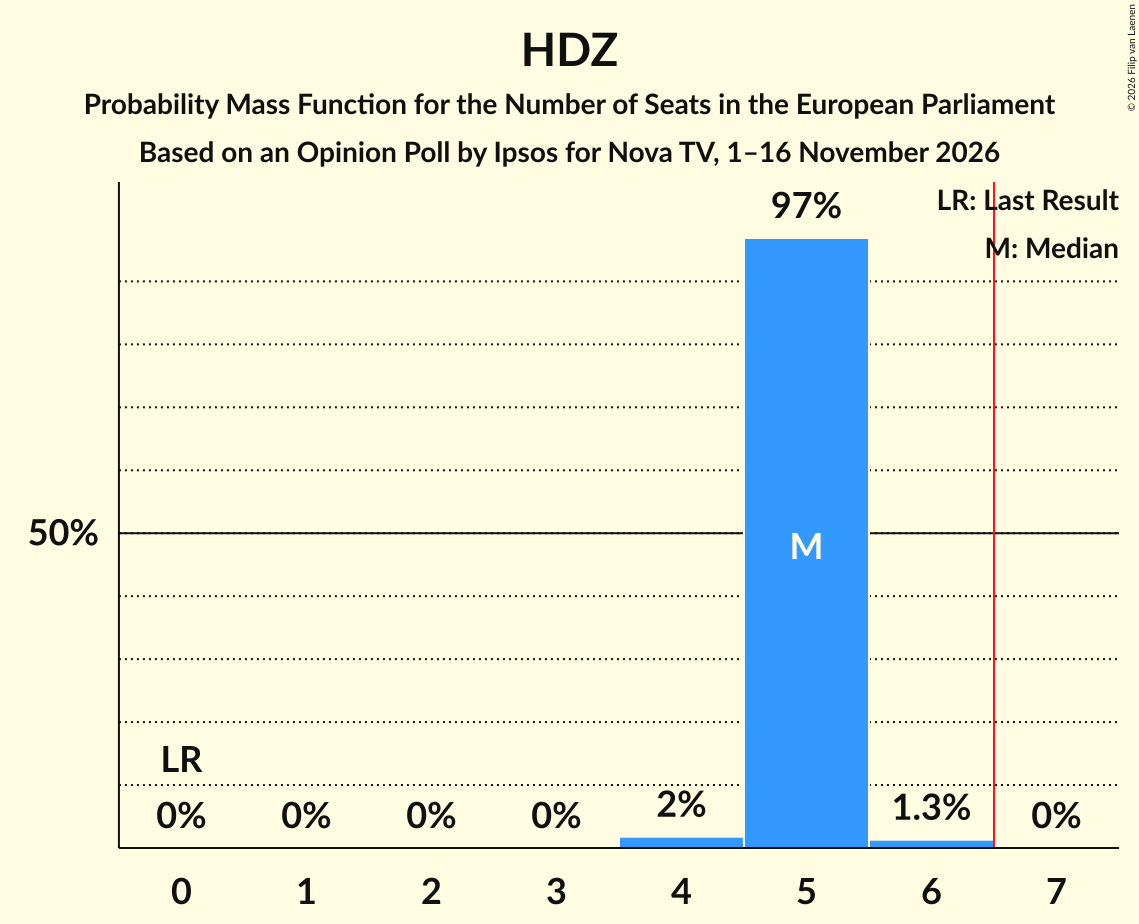 HDZ
Probability Mass Function for the Number of Seats in the European Parliament
Based on an Opinion Poll by Ipsos for Nova TV, 1–16 November 2026
© 2026 Filip van Laenen
LR: Last Result
M: Median
97%
50%
M
LR
0%
0%
0%
0%
2%
1.3%
0%
0
1
2
3
4
5
6
7